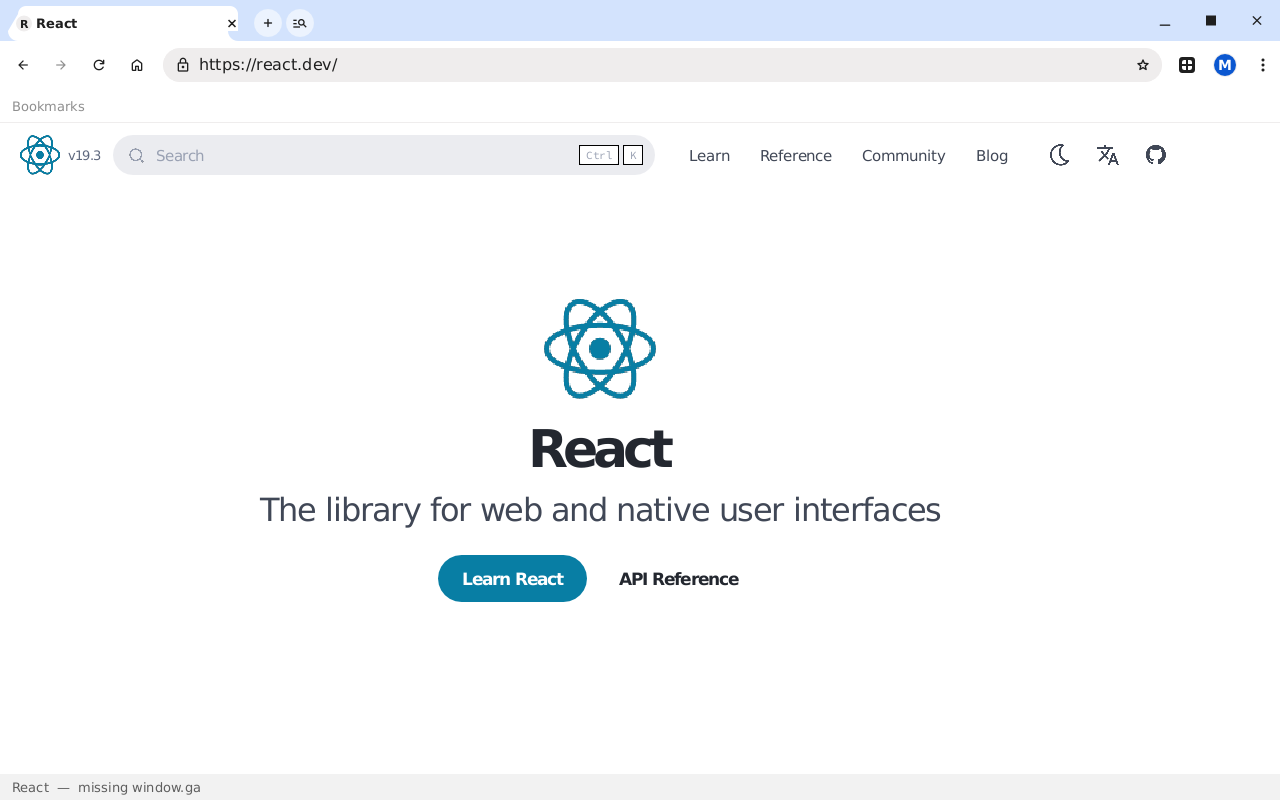 R React
https://react.dev/
M
Bookmarks
v19.3
Search
Ctrl K
Learn Reference Community Blog
React
The library for web and native user interfaces
Learn React API Reference
React — missing window.ga